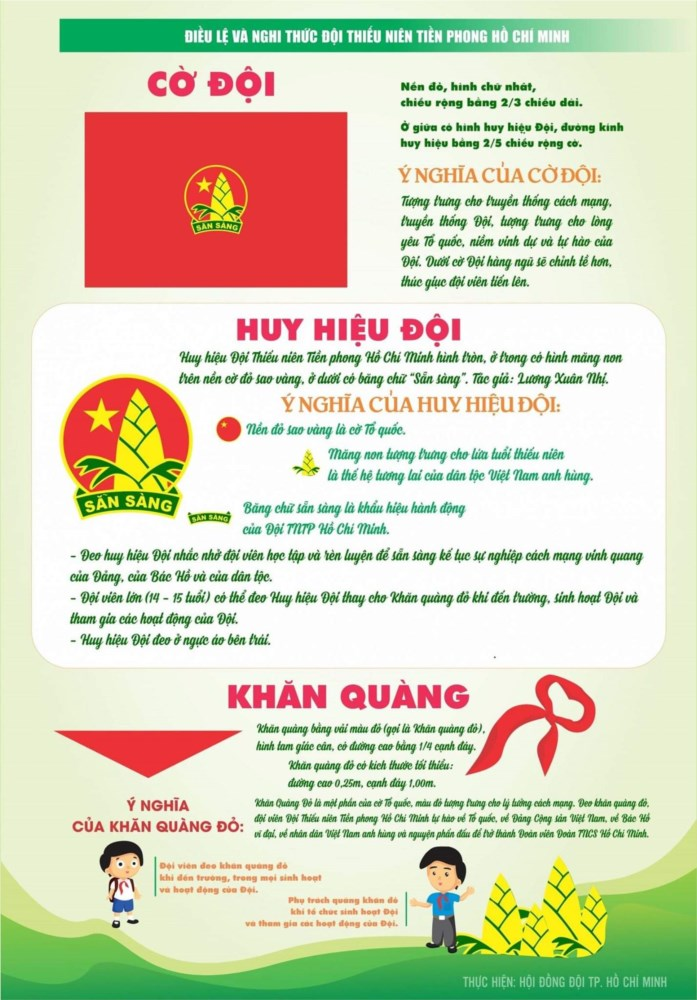 ĐIỀU LỆ VÀ NGHI THỨC ĐỘI THIẾU NIÊN TIỀN PHONG HỒ CHÍ MINH
CỜ ĐỘI
Nền đỏ, hình chữ nhật,
chiều rộng bằng 2/3 chiều dài.
Ở giữa có hình huy hiệu Đội, đường kính
huy hiệu bằng 2/5 chiều rộng cờ.
SẴN SÀNG
Ý NGHĨA CỦA CỜ ĐỘI:
Tượng trưng cho truyền thống cách mạng,
truyền thống Đội, tượng trưng cho lòng
yêu Tổ quốc, niềm vinh dự và tự hào của
Đội. Dưới cờ Đội hàng ngũ sẽ chỉnh tề hơn,
thúc giục đội viên tiến lên.
HUY HIỆU ĐỘI
Huy hiệu Đội Thiếu niên Tiền phong Hồ Chí Minh hình tròn, ở trong có hình măng non
trên nền cờ đỏ sao vàng, ở dưới có băng chữ “Sẵn sàng”. Tác giả: Lương Xuân Nhị.
Ý NGHĨA CỦA HUY HIỆU ĐỘI:
Nền đỏ sao vàng là cờ Tổ quốc.
Măng non tượng trưng cho lứa tuổi thiếu niên
là thế hệ tương lai của dân tộc Việt Nam anh hùng.
SẴN SÀNG
SẴN SÀNG
Băng chữ sẵn sàng là khẩu hiệu hành động
của Đội TNTP Hồ Chí Minh.
- Đeo huy hiệu Đội nhắc nhở đội viên học tập và rèn luyện để sẵn sàng kế tục sự nghiệp cách mạng vinh quang
của Đảng, của Bác Hồ và của dân tộc.
- Đội viên lớn (14 - 15 tuổi) có thể đeo Huy hiệu Đội thay cho Khăn quàng đỏ khi đến trường, sinh hoạt Đội và
tham gia các hoạt động của Đội.
- Huy hiệu Đội đeo ở ngực áo bên trái.
KHĂN QUÀNG
Khăn quàng bằng vải màu đỏ (gọi là Khăn quàng đỏ),
hình tam giác cân, có đường cao bằng 1/4 cạnh đáy.
Khăn quàng đỏ có kích thước tối thiểu:
đường cao 0,25m, cạnh đáy 1,00m.
Ý NGHĨA
CỦA KHĂN QUÀNG ĐỎ:
Khăn Quàng Đỏ là một phần của cờ Tổ quốc, màu đỏ tượng trưng cho lý tưởng cách mạng. Đeo khăn quàng đỏ,
đội viên Đội Thiếu niên Tiền phong Hồ Chí Minh tự hào về Tổ quốc, về Đảng Cộng sản Việt Nam, về Bác Hồ
vĩ đại, về nhân dân Việt Nam anh hùng và nguyện phấn đấu để trở thành Đoàn viên Đoàn TNCS Hồ Chí Minh.
Đội viên đeo khăn quàng đỏ
khi đến trường, trong mọi sinh hoạt
và hoạt động của Đội.
Phụ trách quàng khăn đỏ
khi tổ chức sinh hoạt Đội
và tham gia các hoạt động của Đội.
THỰC HIỆN: HỘI ĐỒNG ĐỘI TP. HỒ CHÍ MINH